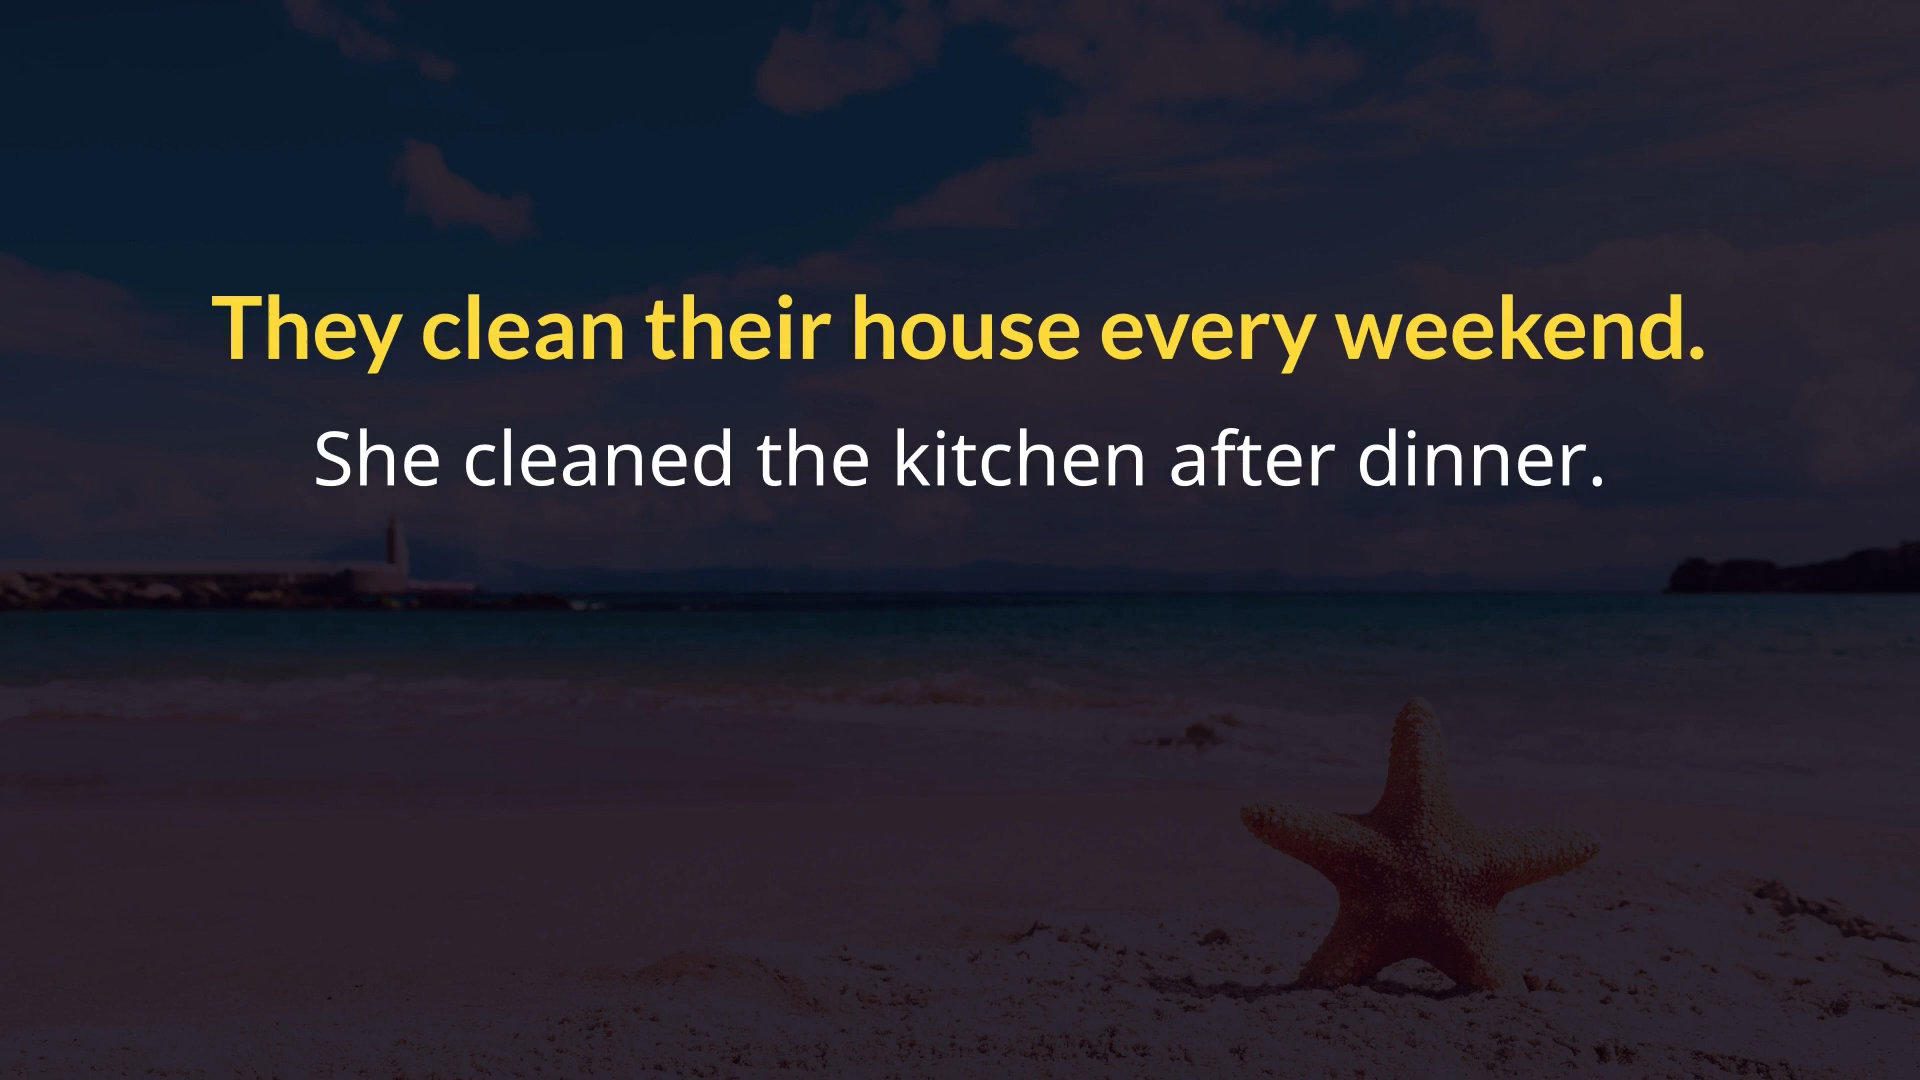 They clean their house every weekend.
She cleaned the kitchen after dinner.